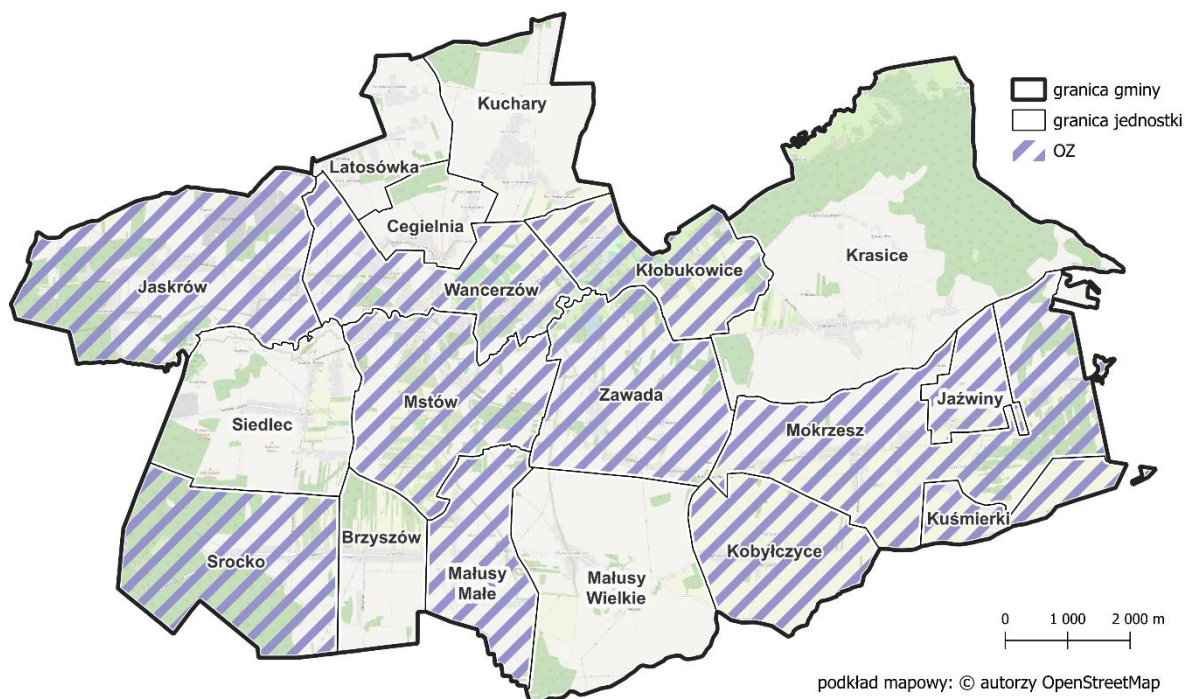 Kuchary
granica gminy
granica jednostki
OZ
Latosówka
Cegielnia
Krasice
Kłobukowice
Jaskrów
Wancerzów
Zawada
Mstów
Jaźwiny
Siedlec
Mokrzesz
Kuśmierki
Brzyszów
Srocko
Kobyłczyce
Małusy
Małe
Małusy
Wielkie
0 1 000 2 000 m
podkład mapowy: © autorzy OpenStreetMap